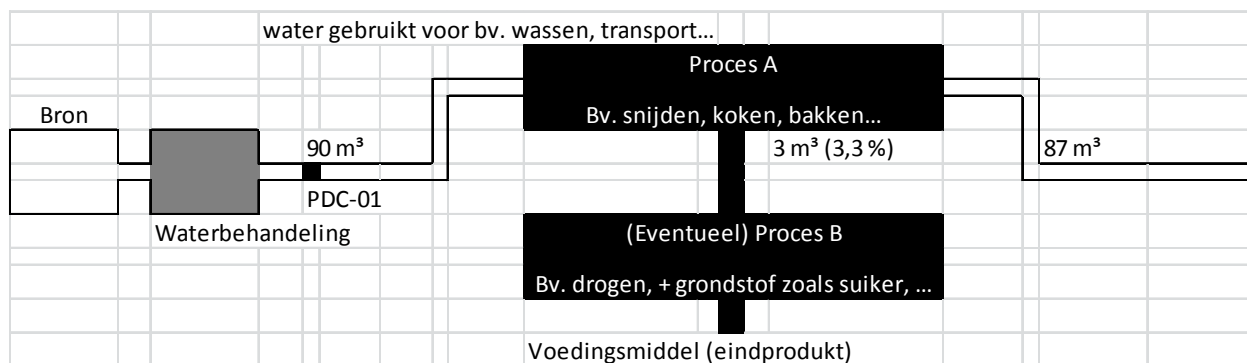 water gebruikt voor bv. wassen, transport...
Proces A
Bv. snijden, koken, bakken...
Bron
90 m³
3 m³ (3,3 %)
87 m³
PDC-01
Waterbehandeling
(Eventueel) Proces B
Bv. drogen, + grondstof zoals suiker, ...
Voedingsmiddel (eindprodukt)